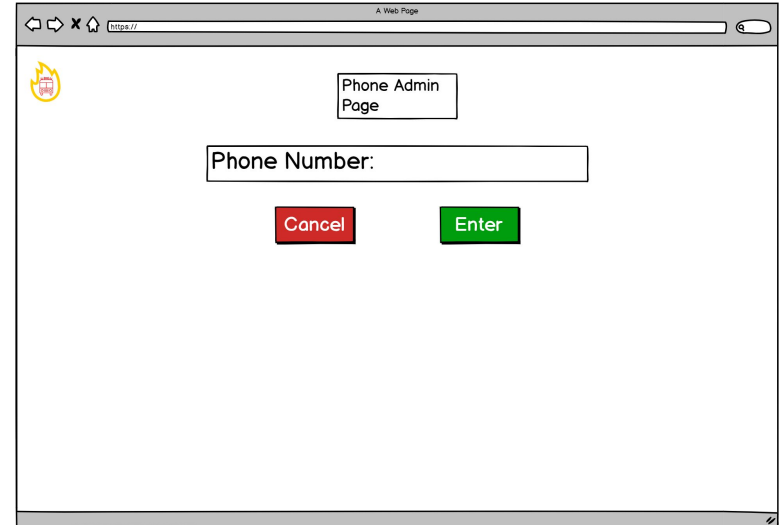 A Web Page
https://
Phone Admin
Page
Phone Number:
Cancel
Enter